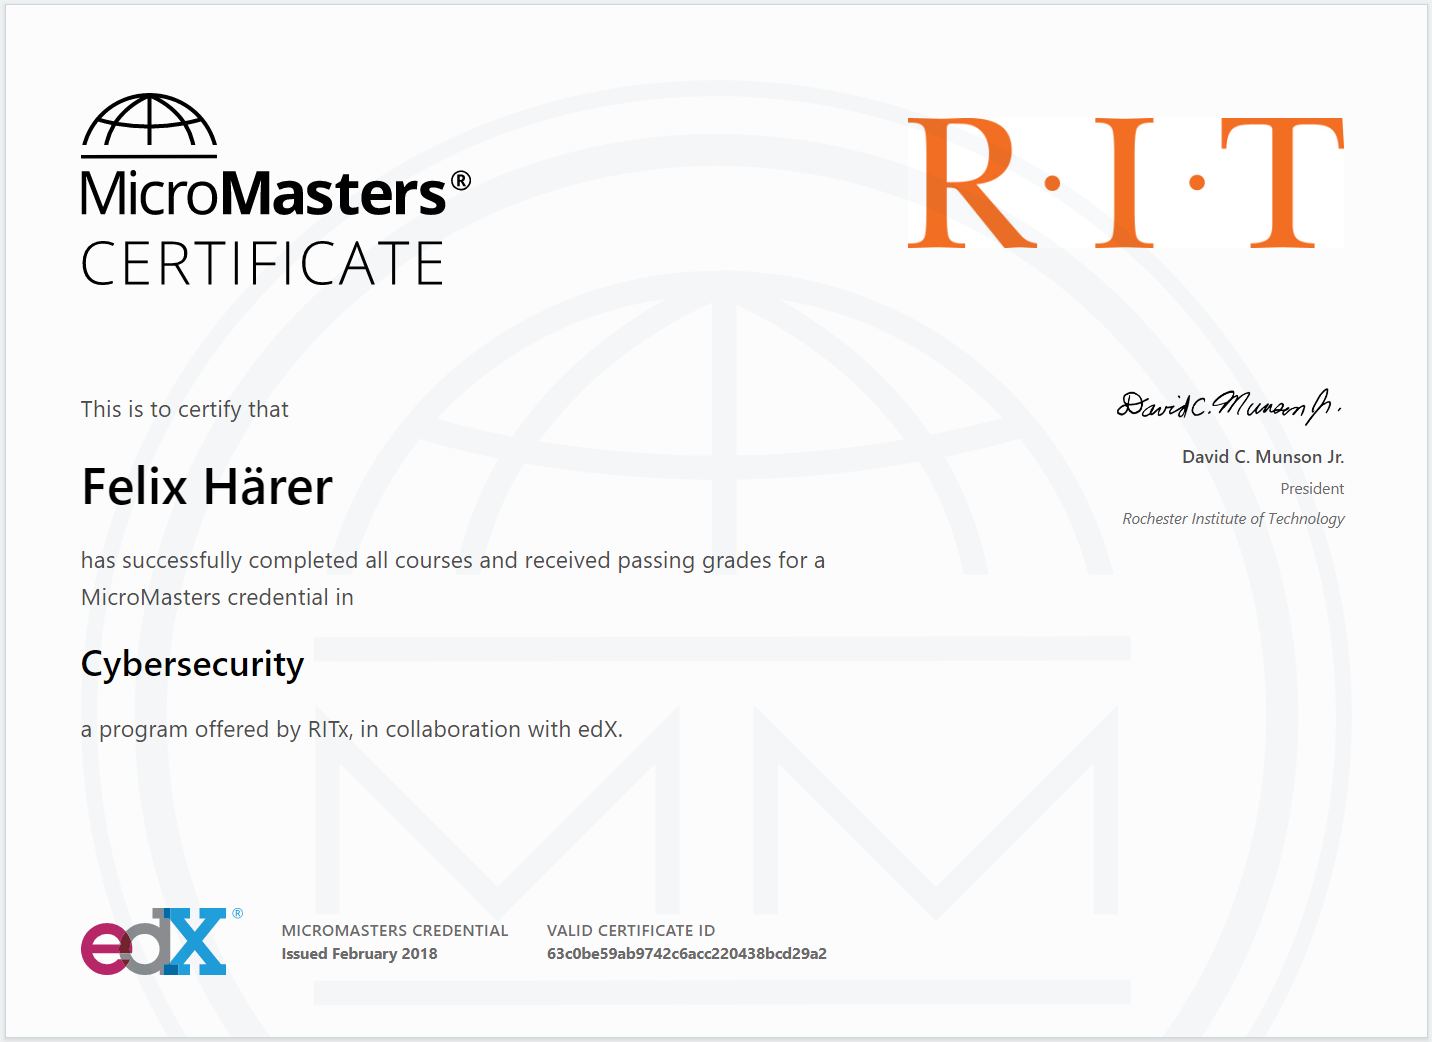 MicroMasters®
CERTIFICATE
R·I·T
This is to certify that
Felix Härer
has successfully completed all courses and received passing grades for a
MicroMasters credential in
Cybersecurity
a program offered by RITx, in collaboration with edX.
David C. Munson Jr.
David C. Munson Jr.
President
Rochester Institute of Technology
edX®
MICROMASTERS CREDENTIAL
Issued February 2018
VALID CERTIFICATE ID
63c0be59ab9742c6acc220438bcd29a2
MM